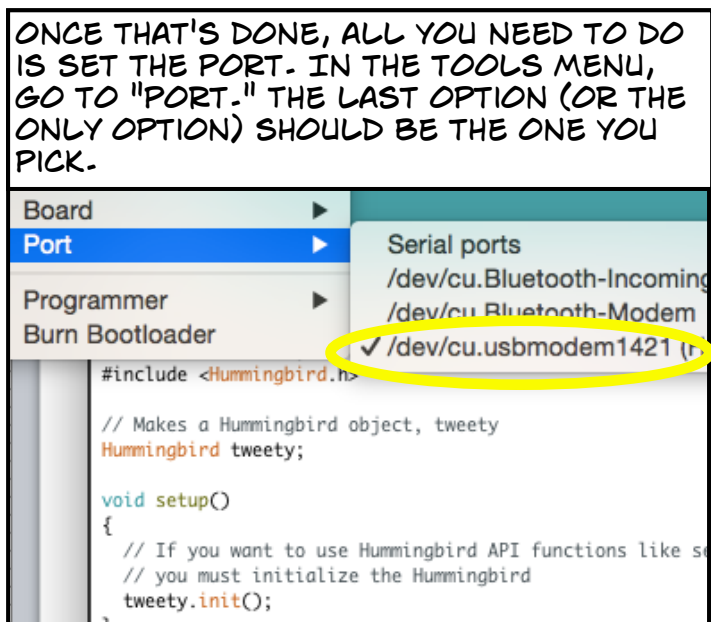 ONCE THAT'S DONE, ALL YOU NEED TO DO
IS SET THE PORT. IN THE TOOLS MENU,
GO TO "PORT." THE LAST OPTION (OR THE
ONLY OPTION) SHOULD BE THE ONE YOU
PICK.
Board
Port
Serial ports
/dev/cu.Bluetooth-Incoming
Programmer
/dev/cu.Bluetooth-Modem
Burn Bootloader
✓ /dev/cu.usbmodem1421 (
#include <Hummingbird.h>
// Makes a Hummingbird object, tweety
Hummingbird tweety;
void setup()
{
// If you want to use Hummingbird API functions like se
// you must initialize the Hummingbird
tweety.init();